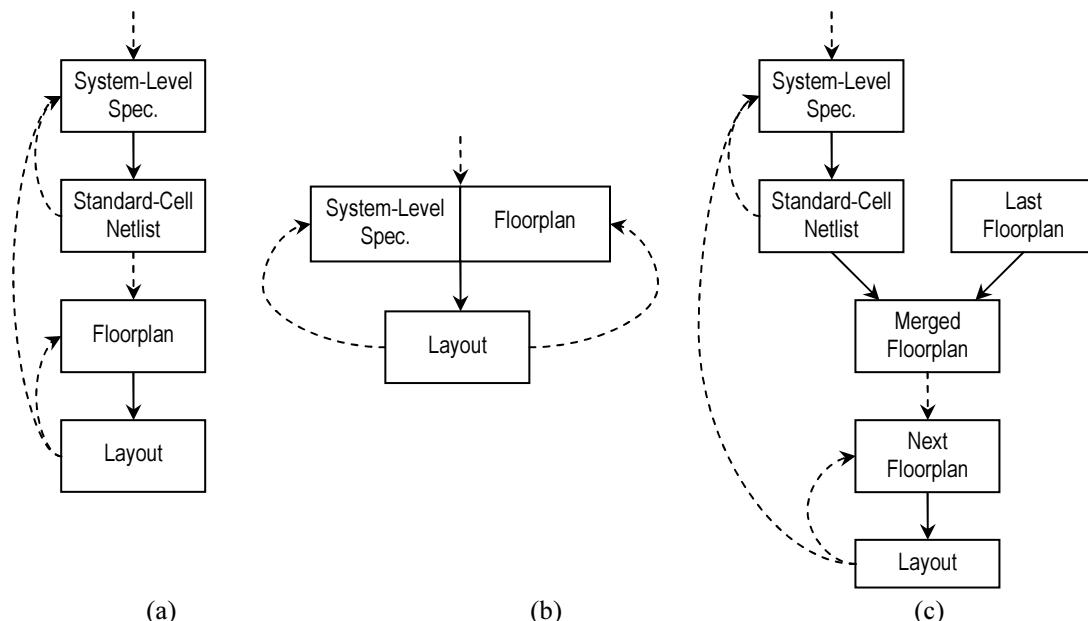 System-Level
Spec.
Standard-Cell
Netlist
Floorplan
Layout
(a)
System-Level
Spec.
Floorplan
Layout
(b)
System-Level
Spec.
Standard-Cell
Netlist
Last
Floorplan
Merged
Floorplan
Next
Floorplan
Layout
(c)